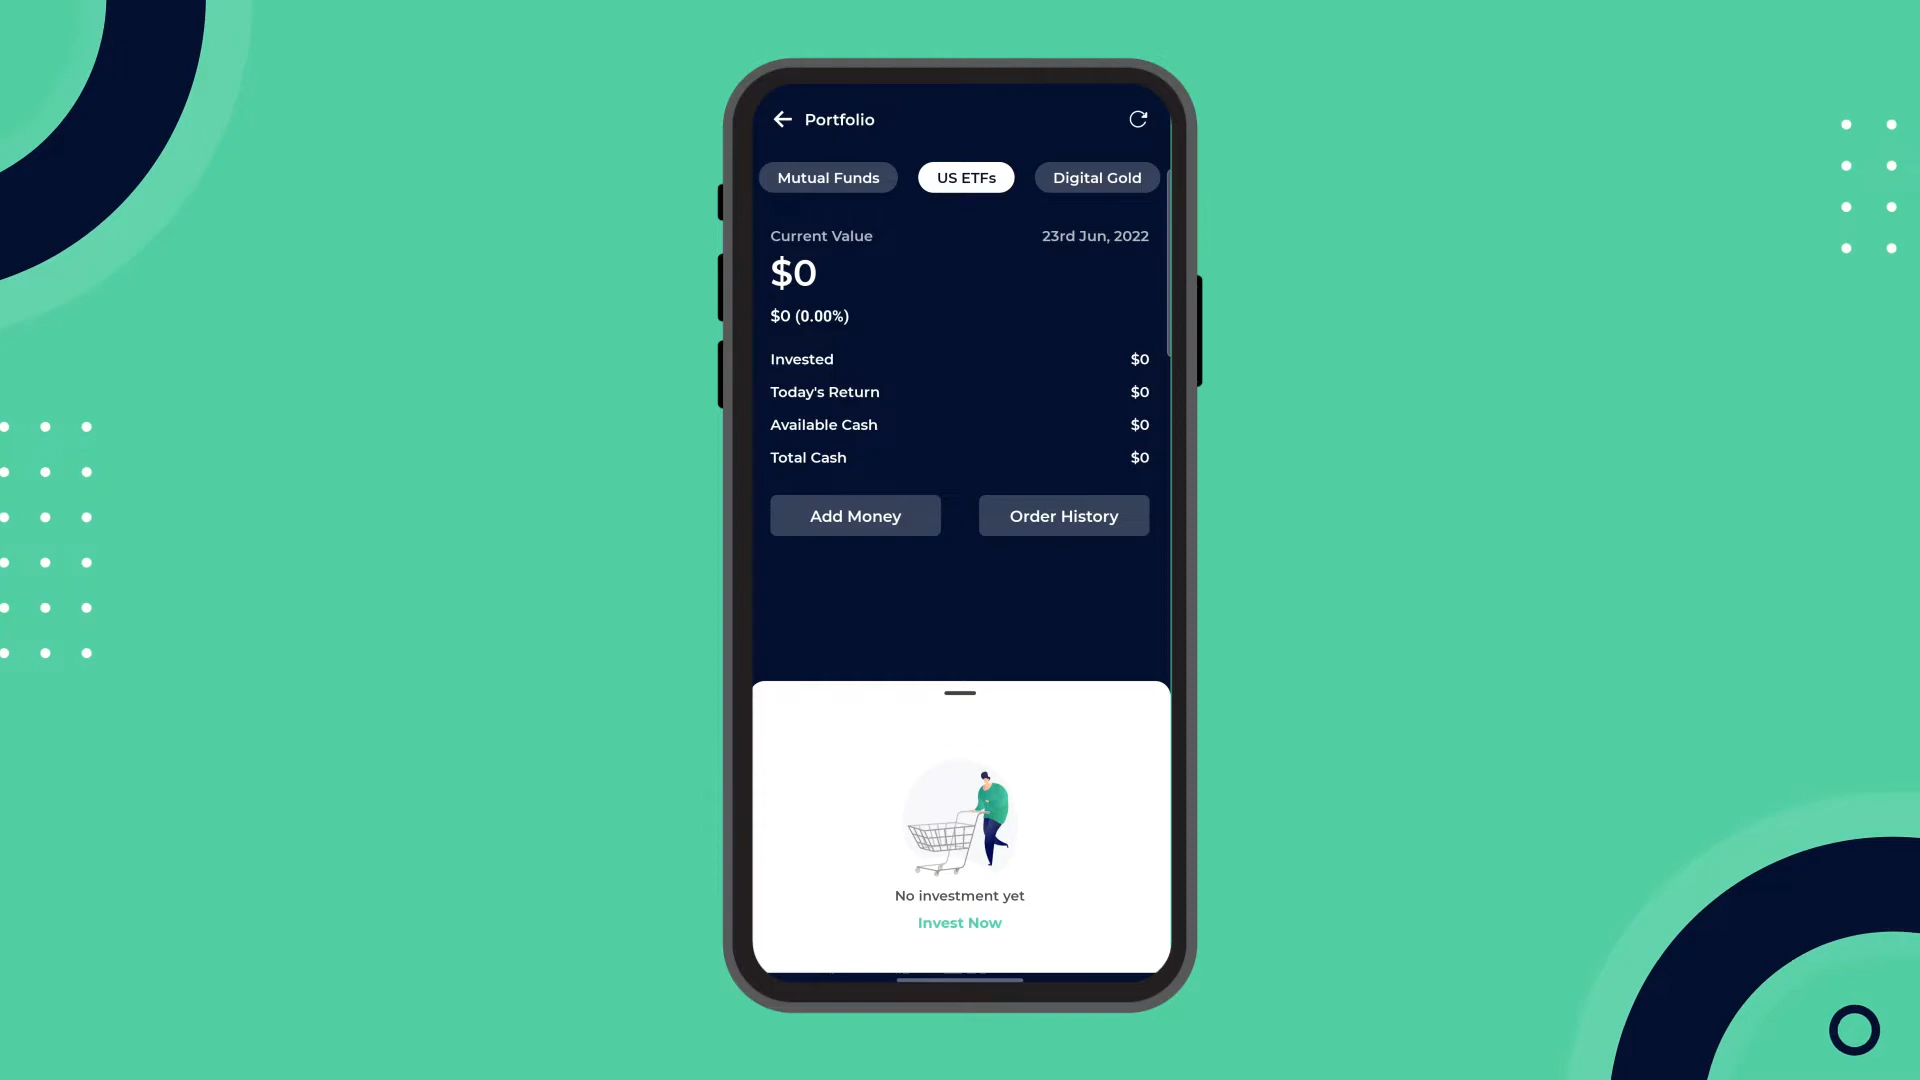 Portfolio
Mutual Funds US ETFs Digital Gold
Current Value 23rd Jun, 2022
$0
$0 (0.00%)
Invested $0
Today's Return $0
Available Cash $0
Total Cash $0
Add Money Order History
No investment yet
Invest Now